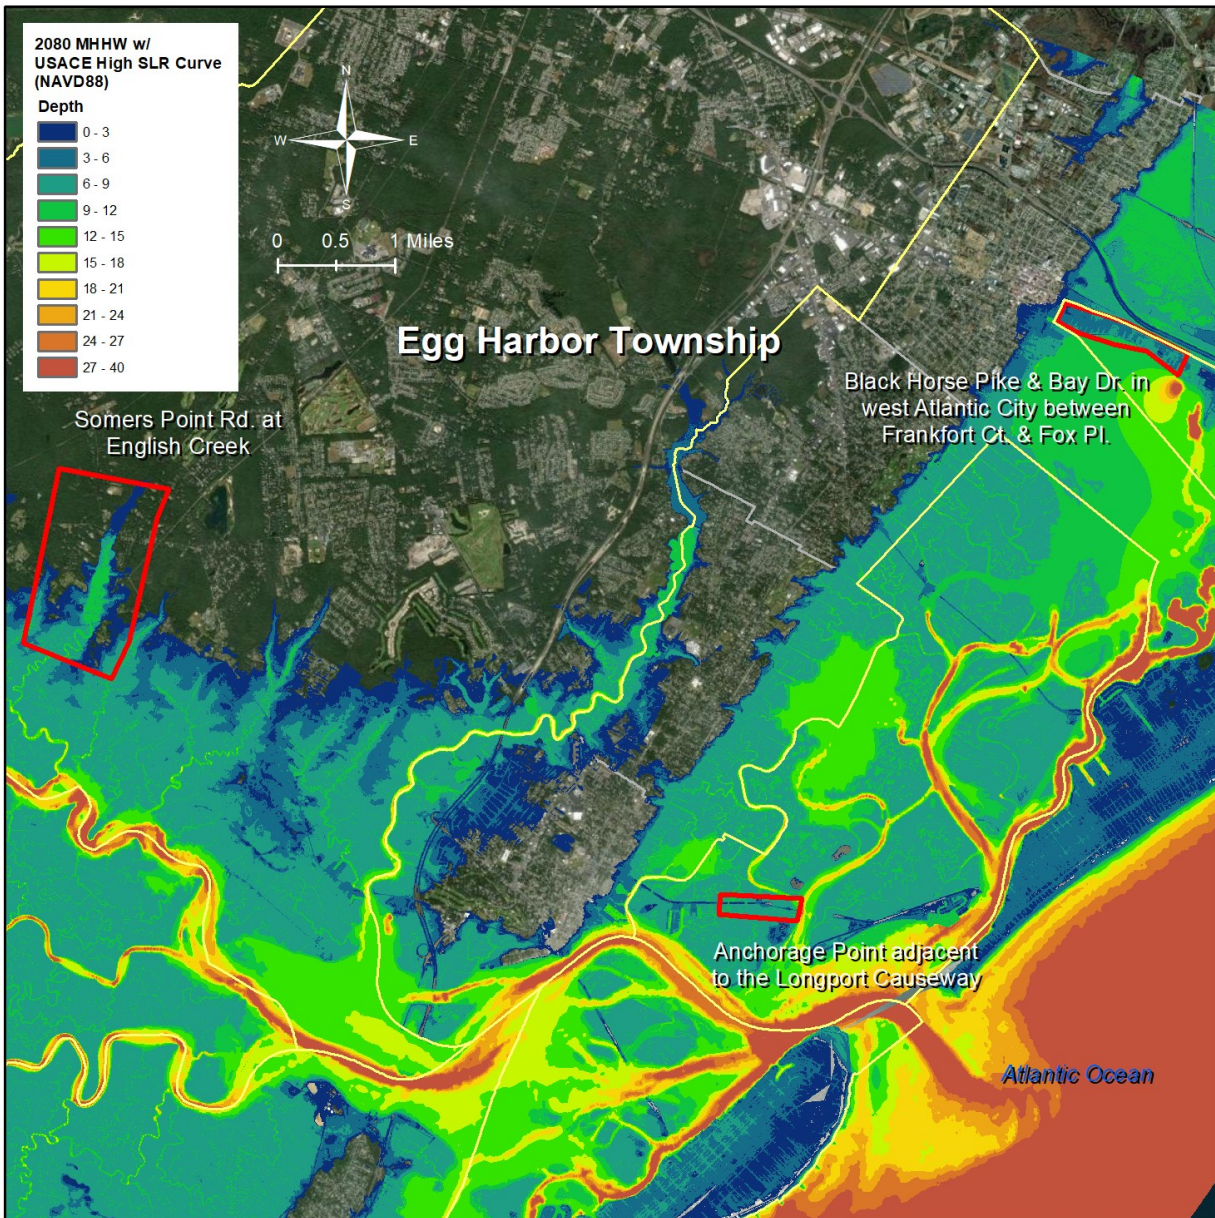 2080 MHHW w/
USACE High SLR Curve
(NAVD88)
Depth
0 - 3
3 - 6
6 - 9
9 - 12
12 - 15
15 - 18
18 - 21
21 - 24
24 - 27
27 - 40
N
W
E
S
0 0.5 1 Miles
Egg Harbor Township
Black Horse Pike & Bay Dr. in
west Atlantic City between
Frankfort Ct. & Fox Pl.
Somers Point Rd. at
English Creek
Anchorage Point adjacent
to the Longport Causeway
Atlantic Ocean